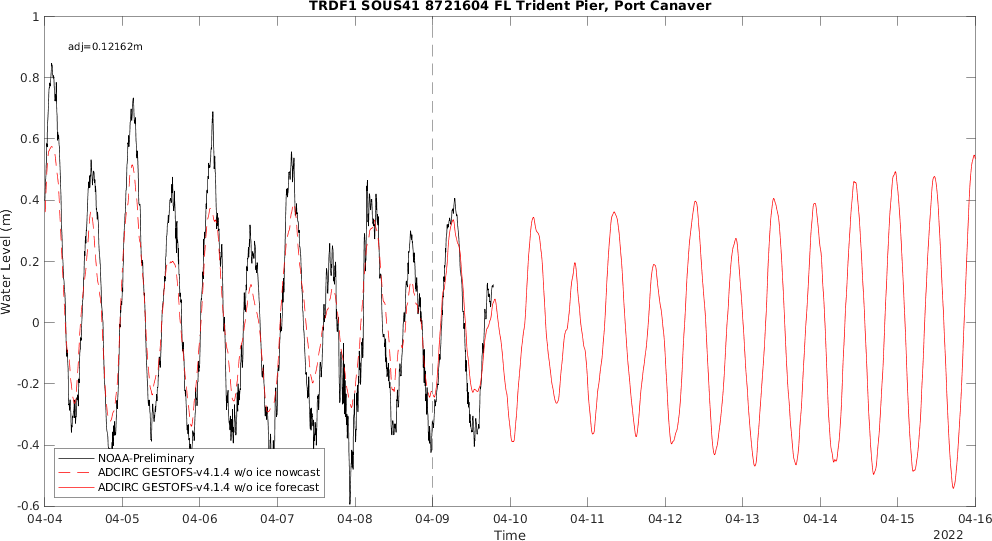 TRDF1 SOUS41 8721604 FL Trident Pier, Port Canaver
1
adj=0.12162m
0.8
0.6
0.4
0.2
0
-0.2
-0.4
-0.6
Water Level (m)
NOAA-Preliminary
ADCIRC GESTOFS-v4.1.4 w/o ice nowcast
ADCIRC GESTOFS-v4.1.4 w/o ice forecast
04-04 04-05 04-06 04-07 04-08 04-09 04-10 04-11 04-12 04-13 04-14 04-15 04-16
Time
2022